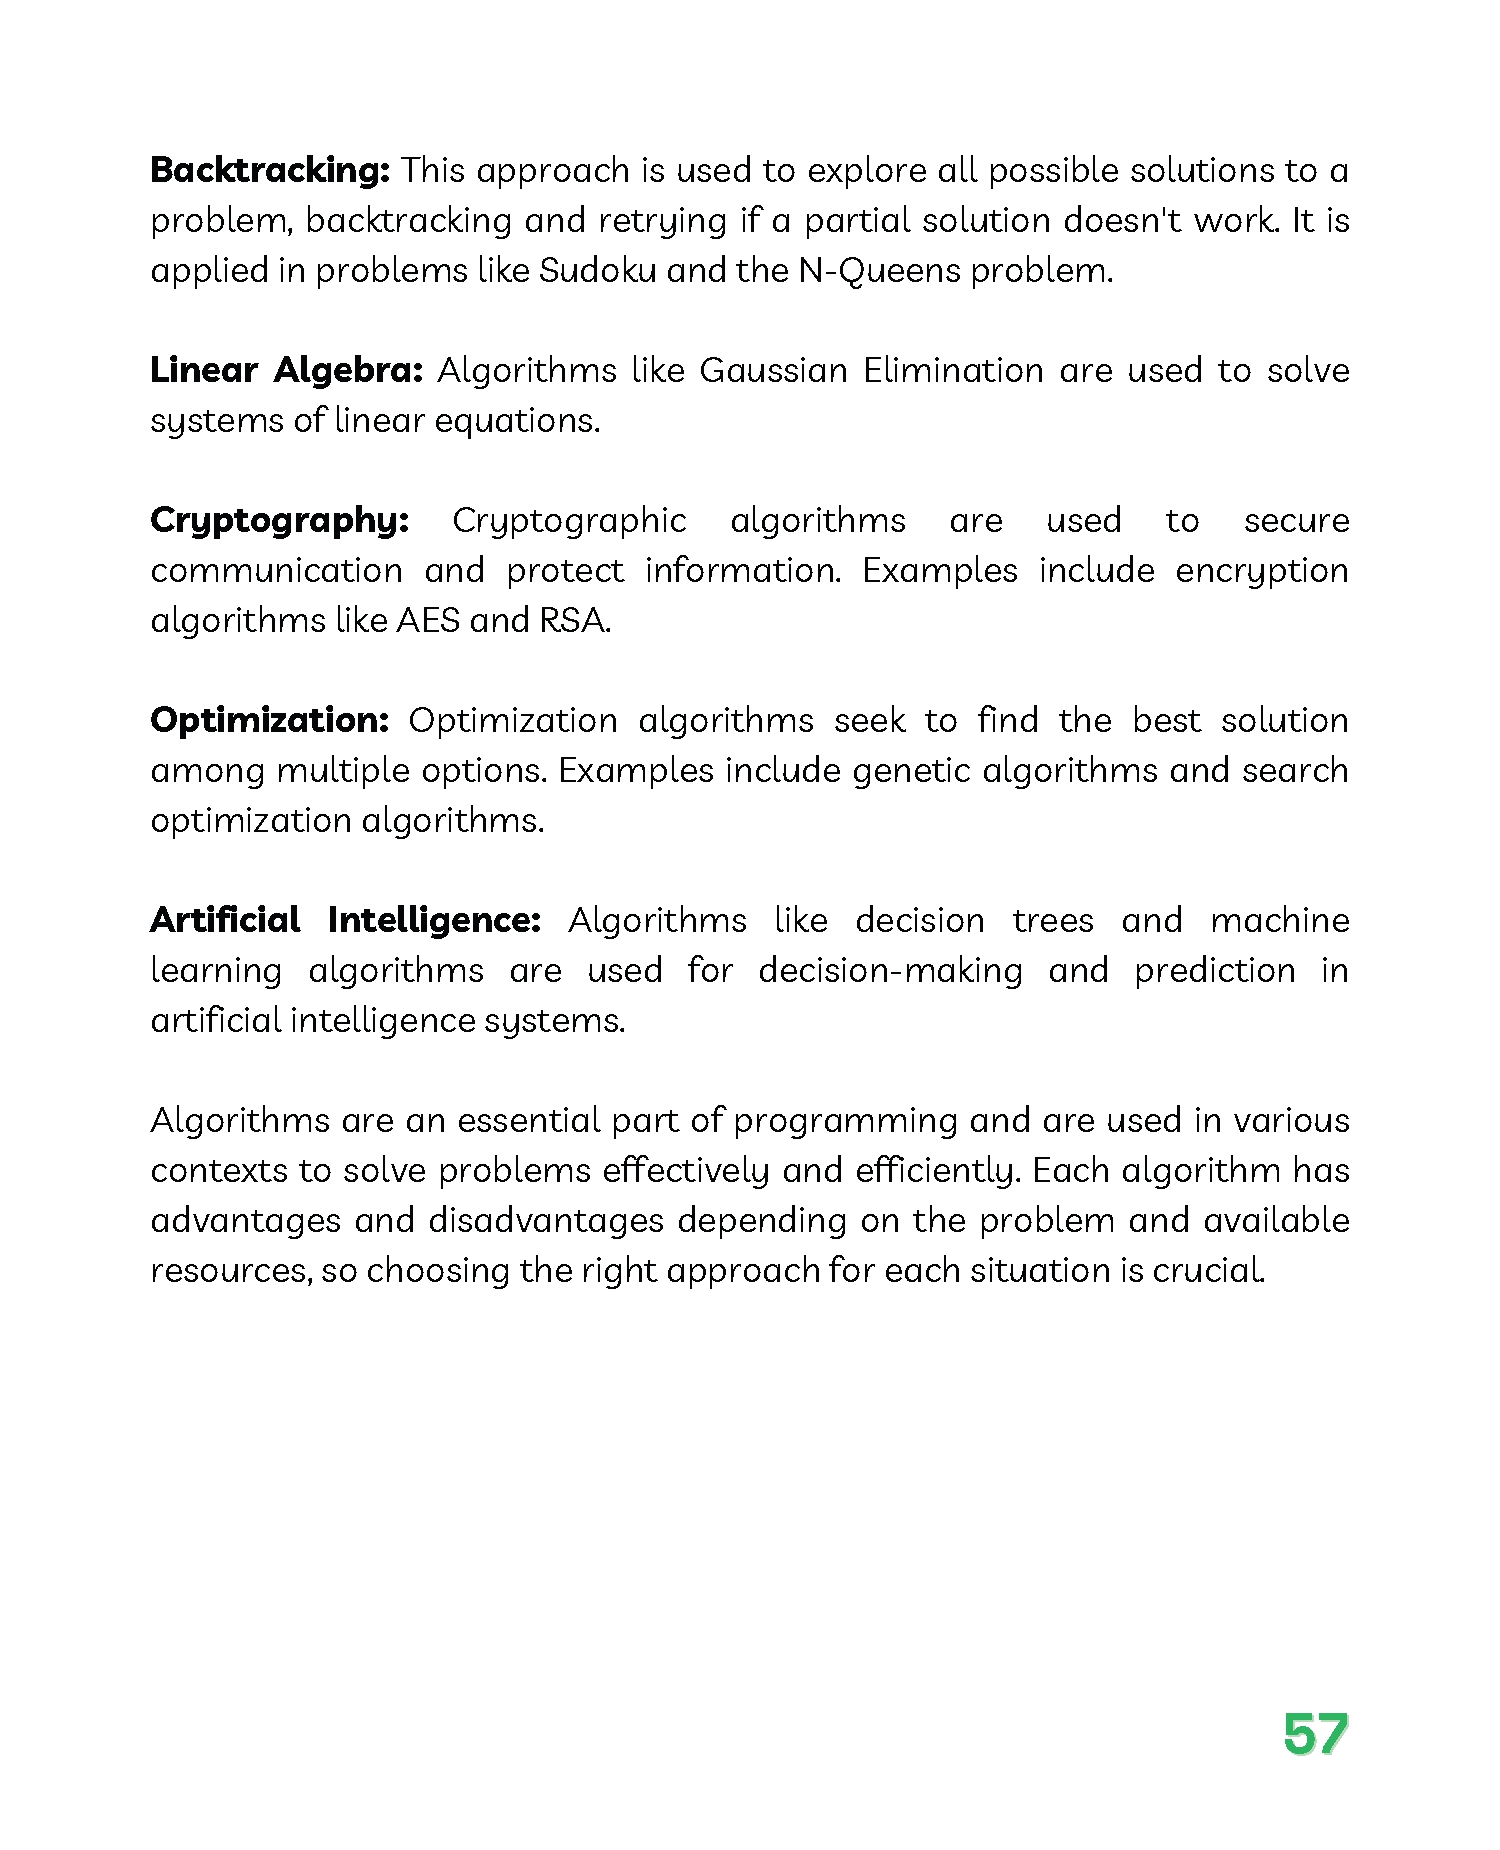 Backtracking: This approach is used to explore all possible solutions to a
problem, backtracking and retrying if a partial solution doesn't work. It is
applied in problems like Sudoku and the N-Queens problem.
Linear Algebra: Algorithms like Gaussian Elimination are used to solve
systems of linear equations.
Cryptography: Cryptographic algorithms are used to secure
communication and protect information. Examples include encryption
algorithms like AES and RSA.
Optimization: Optimization algorithms seek to find the best solution
among multiple options. Examples include genetic algorithms and search
optimization algorithms.
Artificial Intelligence: Algorithms like decision trees and machine
learning algorithms are used for decision-making and prediction in
artificial intelligence systems.
Algorithms are an essential part of programming and are used in various
contexts to solve problems effectively and efficiently. Each algorithm has
advantages and disadvantages depending on the problem and available
resources, so choosing the right approach for each situation is crucial.
57